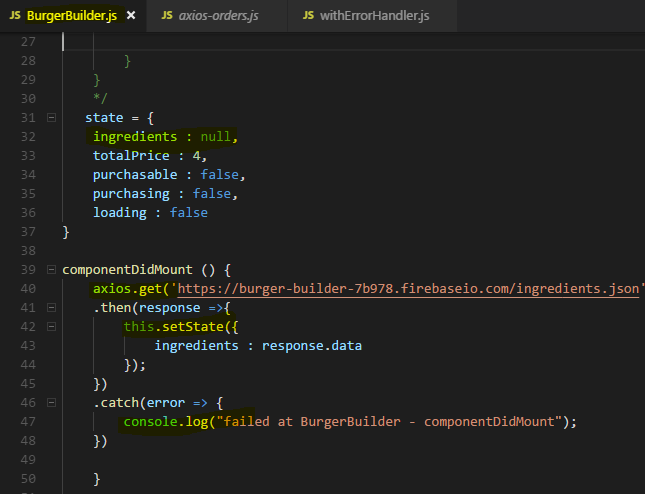 JS BurgerBuilder.js × JS axios-orders.js JS withErrorHandler.js
27
28 }
29 }
30 */
31 state = {
32 ingredients : null,
33 totalPrice : 4,
34 purchasable : false,
35 purchasing : false,
36 loading : false
37 }
38
39 componentDidMount () {
40 axios.get('https://burger-builder-7b978.firebaseio.com/ingredients.json'
41 .then(response =>{
42 this.setState({
43 ingredients : response.data
44 });
45 })
46 .catch(error => {
47 console.log("failed at BurgerBuilder - componentDidMount");
48 })
49
50 }